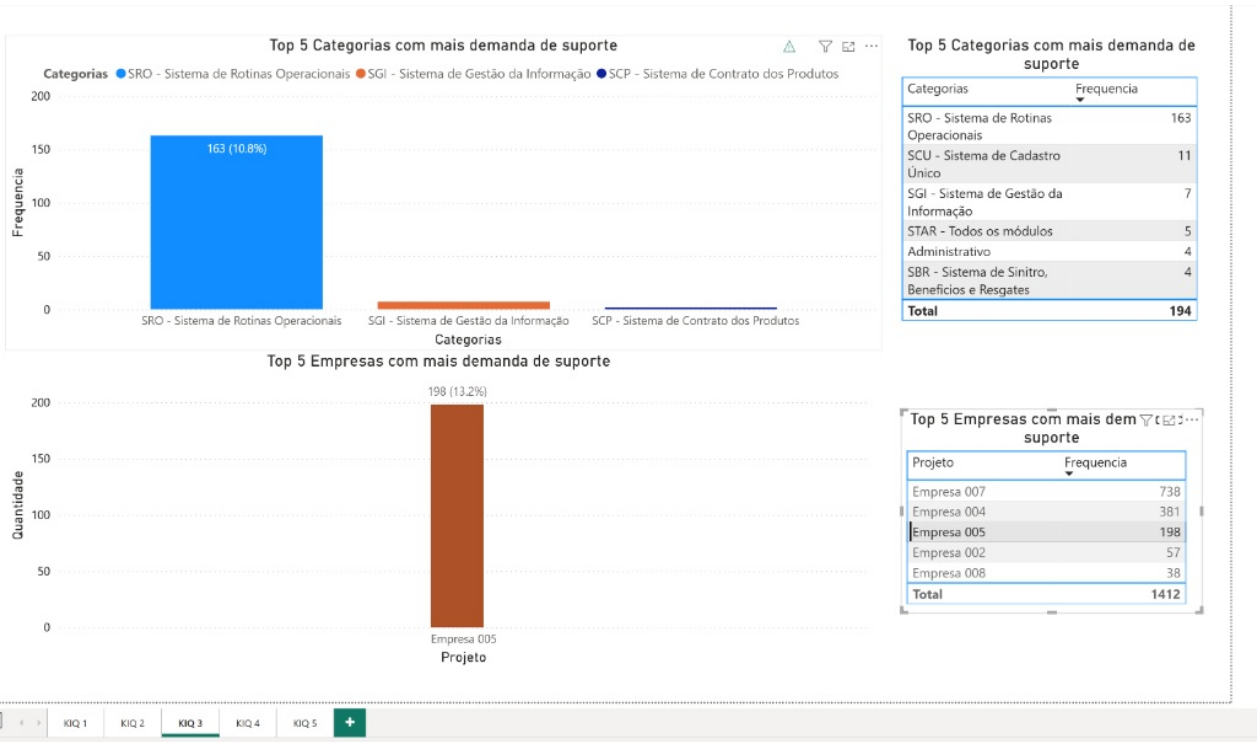 Top 5 Categorias com mais demanda de suporte
Categorias SRO - Sistema de Rotinas Operacionais SGI - Sistema de Gestão da Informação SCP - Sistema de Contrato dos Produtos
Frequencia
200
150
100
50
0
163 (10.8%)
SRO - Sistema de Rotinas Operacionais SGI - Sistema de Gestão da Informação SCP - Sistema de Contrato dos Produtos
Categorias
Top 5 Categorias com mais demanda de
suporte
Categorias Frequencia
SRO - Sistema de Rotinas 163
Operacionais
SCU - Sistema de Cadastro 11
Único
SGI - Sistema de Gestão da 7
Informação
STAR - Todos os módulos 5
Administrativo 4
SBR - Sistema de Sinitro, 4
Beneficios e Resgates
Total 194
Top 5 Empresas com mais demanda de suporte
Quantidade
200
150
100
50
0
198 (13.2%)
Empresa 005
Projeto
Top 5 Empresas com mais dem
suporte
Projeto Frequencia
Empresa 007 738
Empresa 004 381
Empresa 005 198
Empresa 002 57
Empresa 008 38
Total 1412
KIQ 1 KIQ 2 KIQ 3 KIQ 4 KIQ 5 +